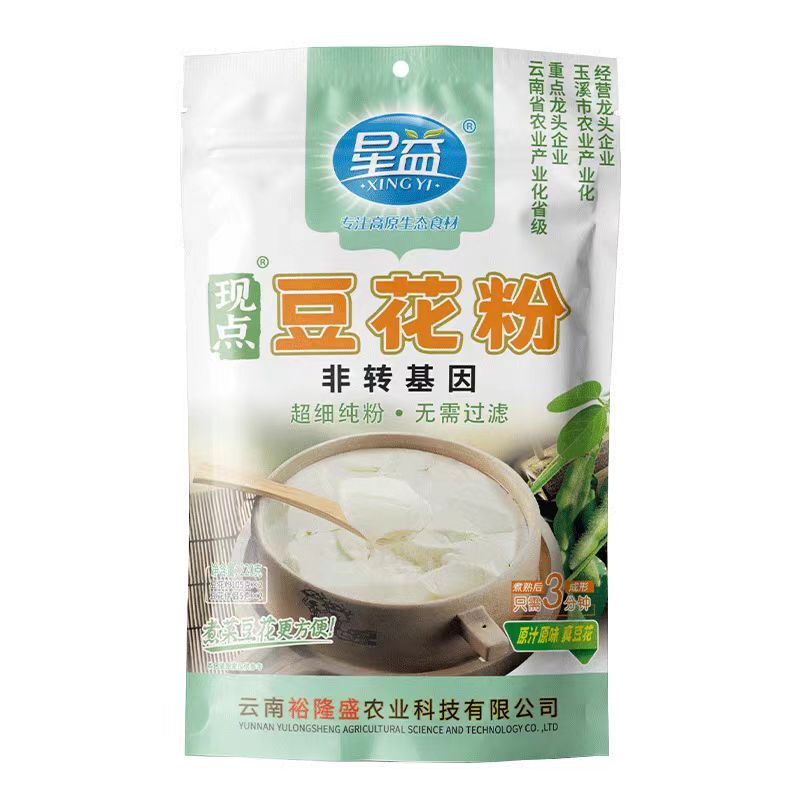 星益®
·XING YI·
专注高原生态食材
经营龙头企业
玉溪市农业产业化
重点龙头企业
云南省农业产业化省级
现点®
豆花粉
非转基因
超细纯粉·无需过滤
煮熟后 成形
只需3分钟
原汁原味 真豆花
煮菜豆花更方便!
云南裕隆盛农业科技有限公司
YUNNAN YULONGSHENG AGRICULTURAL SCIENCE AND TECHNOLOGY CO.,LTD